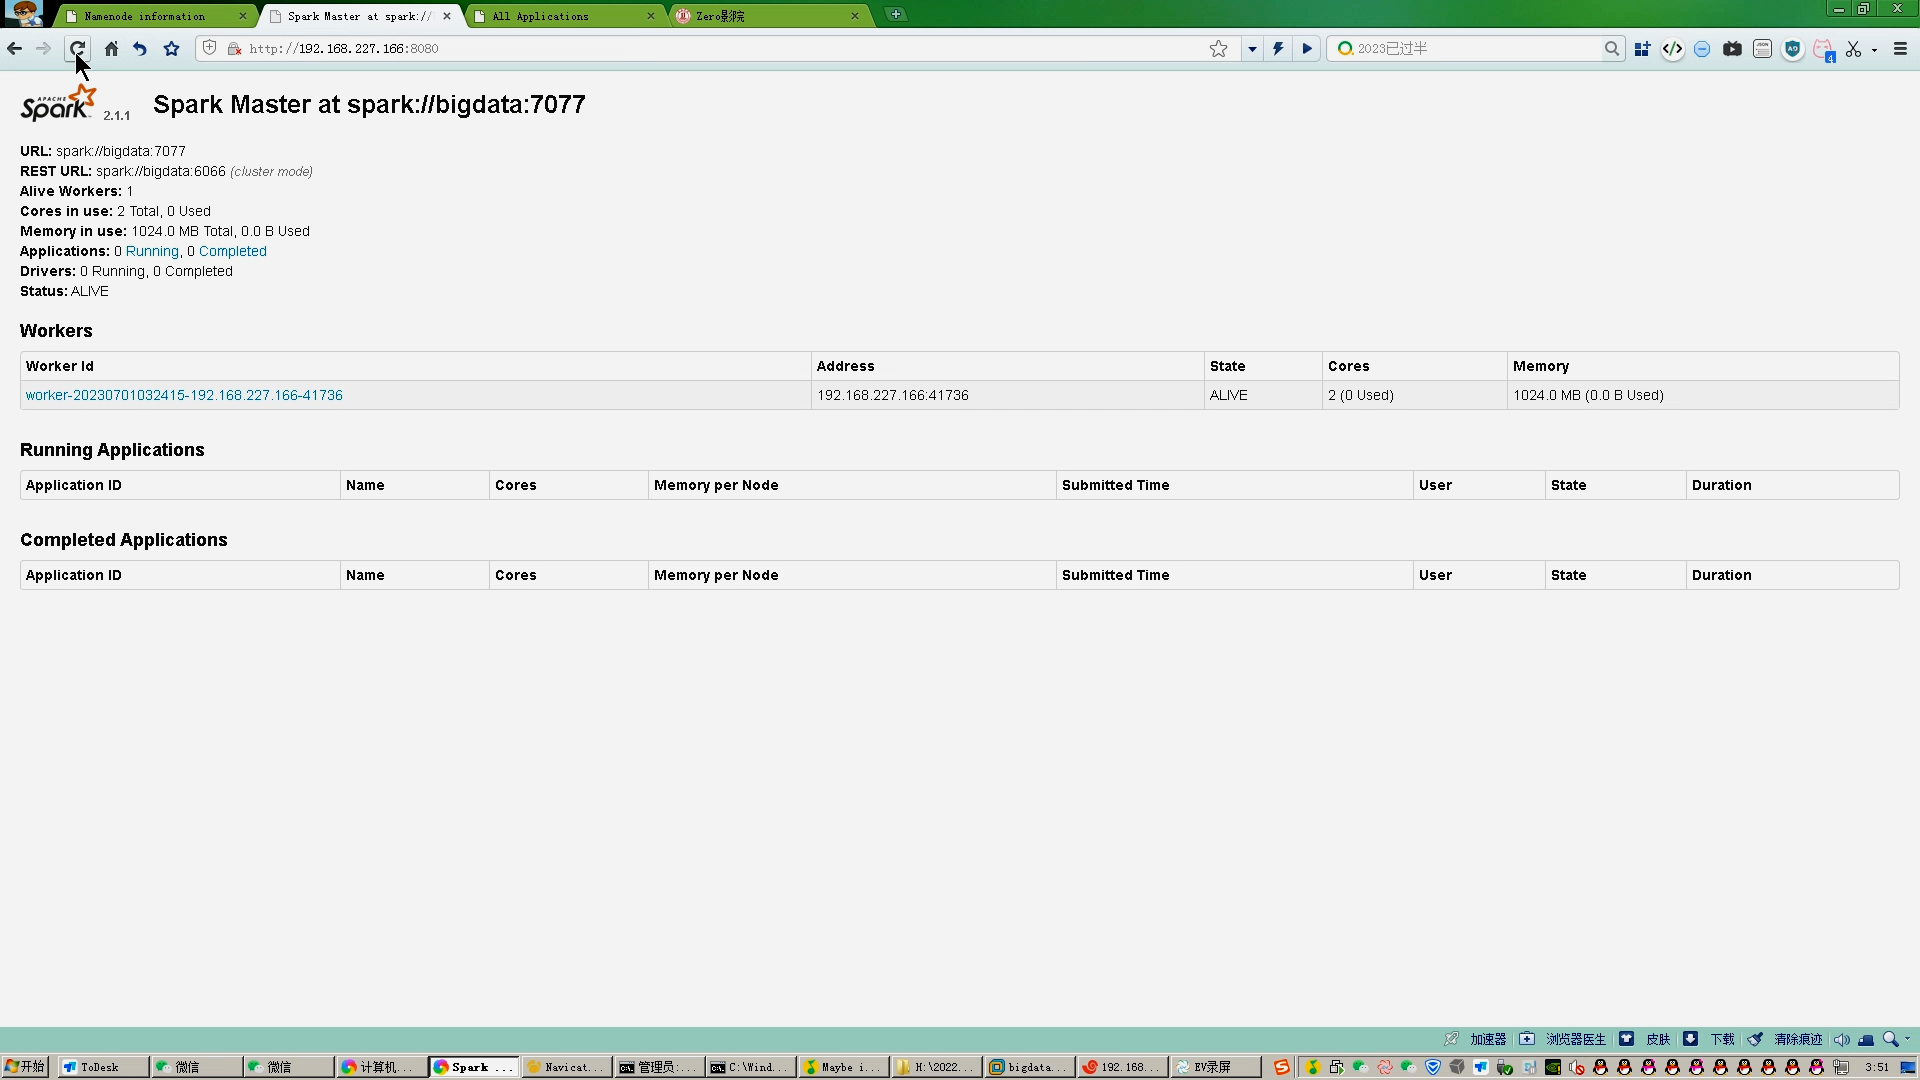 Namenode information
Spark Master at spark://
All Applications
Zero影院
http://192.168.227.166:8080
2023已过半
4
APACHE Spark 2.1.1 Spark Master at spark://bigdata:7077
URL: spark://bigdata:7077
REST URL: spark://bigdata:6066 (cluster mode)
Alive Workers: 1
Cores in use: 2 Total, 0 Used
Memory in use: 1024.0 MB Total, 0.0 B Used
Applications: 0 Running, 0 Completed
Drivers: 0 Running, 0 Completed
Status: ALIVE
Workers
Worker Id Address State Cores Memory
worker-20230701032415-192.168.227.166-41736 192.168.227.166:41736 ALIVE 2 (0 Used) 1024.0 MB (0.0 B Used)
Running Applications
Application ID Name Cores Memory per Node Submitted Time User State Duration
Completed Applications
Application ID Name Cores Memory per Node Submitted Time User State Duration
加速器 浏览器医生 皮肤 下载 清除痕迹
开始 ToDesk 微信 微信 计算机... Spark ... Navicat... 管理员:... C:\Wind... Maybe i... H:\2022... bigdata... 192.168... EV录屏 3:51